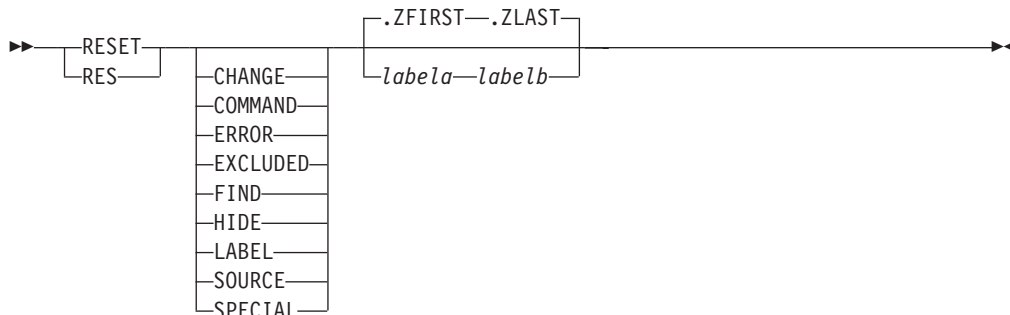 .ZFIRST .ZLAST
RESET
RES
labela labelb
CHANGE
COMMAND
ERROR
EXCLUDED
FIND
HIDE
LABEL
SOURCE
SPECIAL